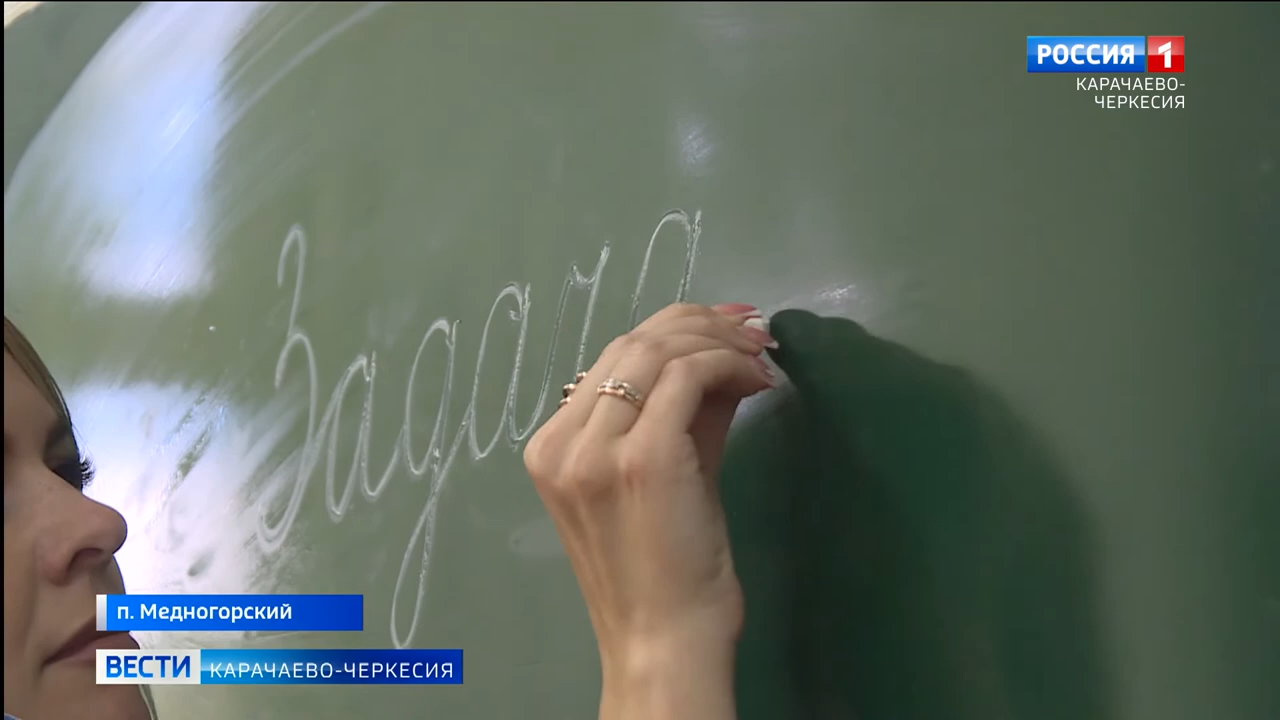 РОССИЯ 1
КАРАЧАЕВО-
ЧЕРКЕСИЯ
Задача
п. Медногорский
ВЕСТИ КАРАЧАЕВО-ЧЕРКЕСИЯ